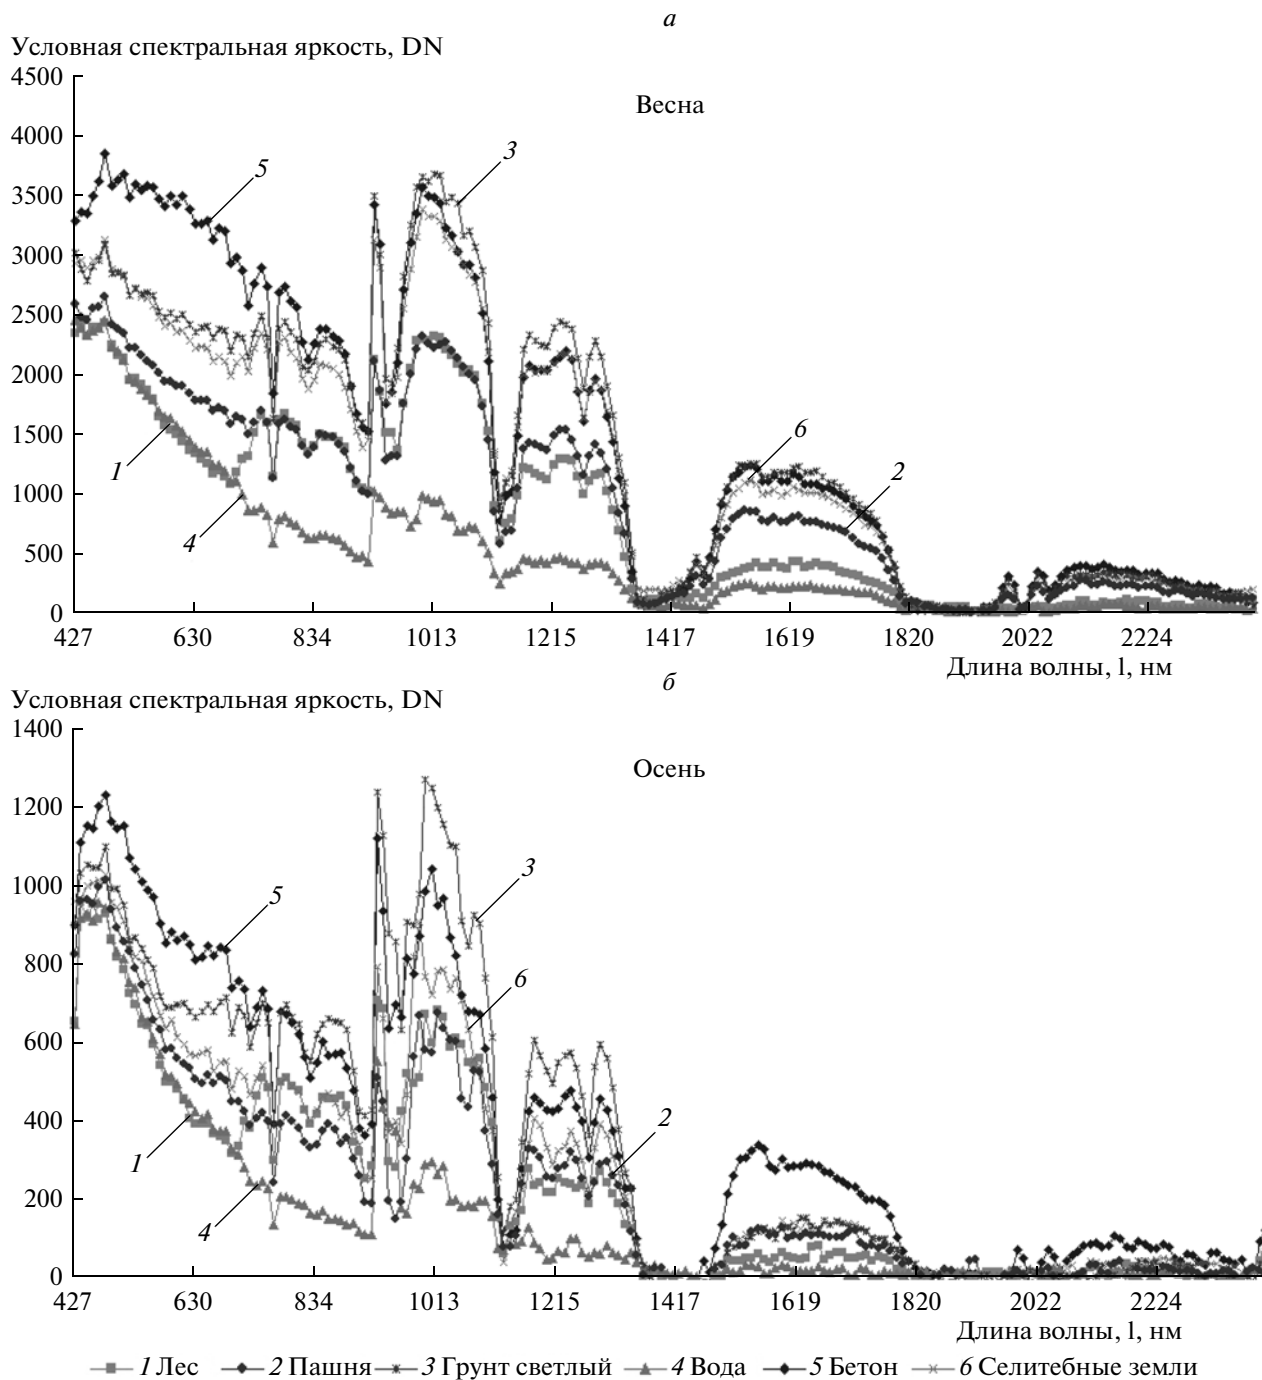 а
Условная спектральная яркость, DN
Весна
4500
4000
3500
3000
2500
2000
1500
1000
500
0
5
3
1
4
6
2
427 630 834 1013 1215 1417 1619 1820 2022 2224
Длина волны, l, нм
б
Условная спектральная яркость, DN
Осень
1400
1200
1000
800
600
400
200
0
5
3
6
1
4
2
427 630 834 1013 1215 1417 1619 1820 2022 2224
Длина волны, l, нм
1 Лес 2 Пашня 3 Грунт светлый 4 Вода 5 Бетон 6 Селитебные земли